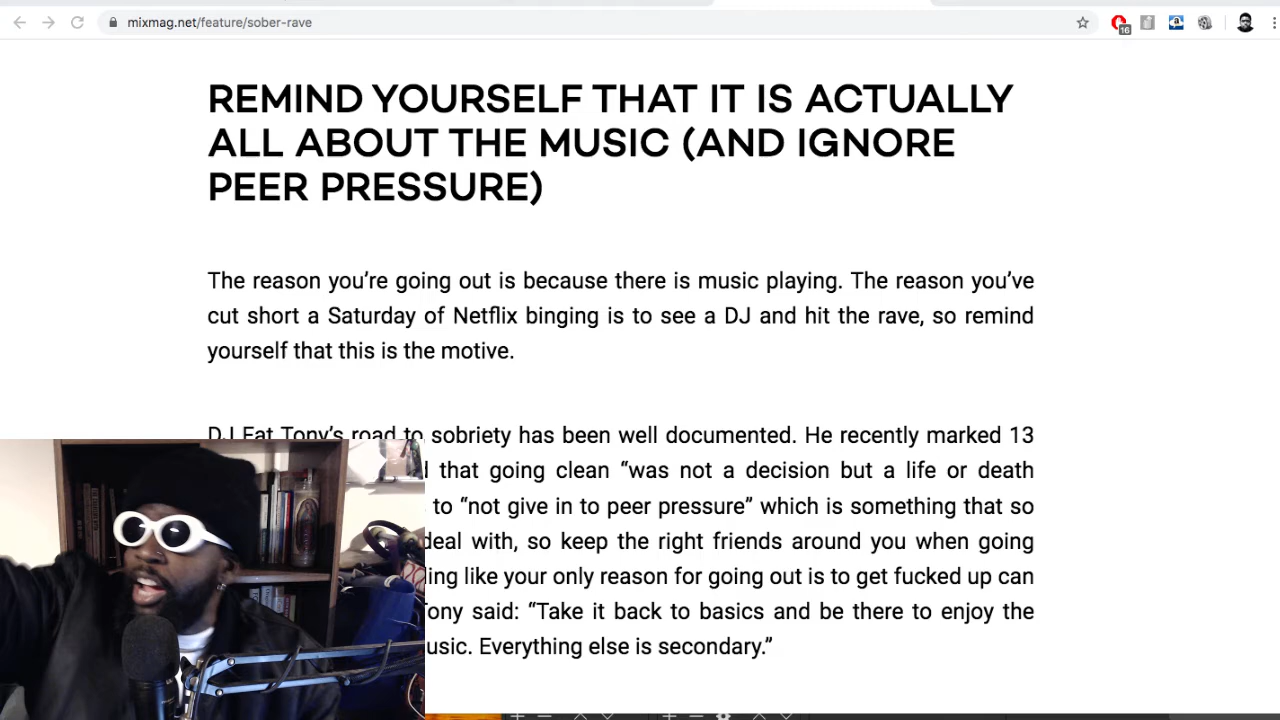 mixmag.net/feature/sober-rave
16
REMIND YOURSELF THAT IT IS ACTUALLY
ALL ABOUT THE MUSIC (AND IGNORE
PEER PRESSURE)
The reason you’re going out is because there is music playing. The reason you’ve
cut short a Saturday of Netflix binging is to see a DJ and hit the rave, so remind
yourself that this is the motive.
DJ Fat Tony’s road to sobriety has been well documented. He recently marked 13
that going clean “was not a decision but a life or death
to “not give in to peer pressure” which is something that so
deal with, so keep the right friends around you when going
like your only reason for going out is to get fucked up can
Tony said: “Take it back to basics and be there to enjoy the
Everything else is secondary.”